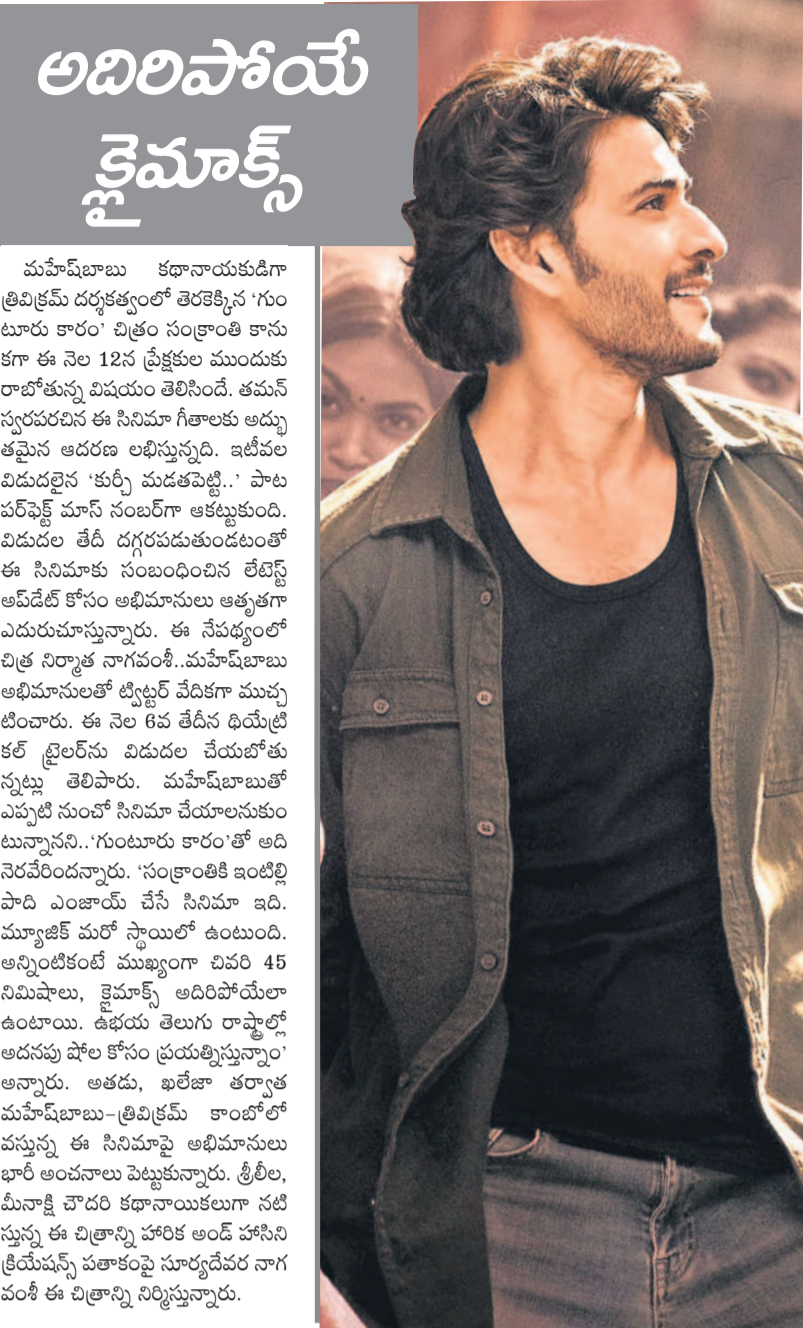 అదిరిపోయే
క్లైమాక్స్
మహేష్‌బాబు కథానాయకుడిగా
త్రివిక్రమ్ దర్శకత్వంలో తెరకెక్కిన ‘గుం
టూరు కారం’ చిత్రం సంక్రాంతి కాను
కగా ఈ నెల 12న ప్రేక్షకుల ముందుకు
రాబోతున్న విషయం తెలిసిందే. తమన్
స్వరపరచిన ఈ సినిమా గీతాలకు అద్భు
తమైన ఆదరణ లభిస్తున్నది. ఇటీవల
విడుదలైన ‘కుర్చీ మడతపెట్టి..’ పాట
పర్‌ఫెక్ట్ మాస్ నంబర్‌గా ఆకట్టుకుంది.
విడుదల తేదీ దగ్గరపడుతుండటంతో
ఈ సినిమాకు సంబంధించిన లేటెస్ట్
అప్‌డేట్ కోసం అభిమానులు ఆతృతగా
ఎదురుచూస్తున్నారు. ఈ నేపథ్యంలో
చిత్ర నిర్మాత నాగవంశీ..మహేష్‌బాబు
అభిమానులతో ట్విట్టర్ వేదికగా ముచ్చ
టించారు. ఈ నెల 6వ తేదీన థియేట్రి
కల్ ట్రైలర్‌ను విడుదల చేయబోతు
న్నట్లు తెలిపారు. మహేష్‌బాబుతో
ఎప్పటి నుంచో సినిమా చేయాలనుకుం
టున్నానని..‘గుంటూరు కారం’తో అది
నెరవేరిందన్నారు. ‘సంక్రాంతికి ఇంటిల్లి
పాది ఎంజాయ్ చేసే సినిమా ఇది.
మ్యూజిక్ మరో స్థాయిలో ఉంటుంది.
అన్నింటికంటే ముఖ్యంగా చివరి 45
నిమిషాలు, క్లైమాక్స్ అదిరిపోయేలా
ఉంటాయి. ఉభయ తెలుగు రాష్ట్రాల్లో
అదనపు షోల కోసం ప్రయత్నిస్తున్నాం’
అన్నారు. అతడు, ఖలేజా తర్వాత
మహేష్‌బాబు-త్రివిక్రమ్ కాంబోలో
వస్తున్న ఈ సినిమాపై అభిమానులు
భారీ అంచనాలు పెట్టుకున్నారు. శ్రీలీల,
మీనాక్షి చౌదరి కథానాయికలుగా నటి
స్తున్న ఈ చిత్రాన్ని హారిక అండ్ హాసిని
క్రియేషన్స్ పతాకంపై సూర్యదేవర నాగ
వంశీ ఈ చిత్రాన్ని నిర్మిస్తున్నారు.